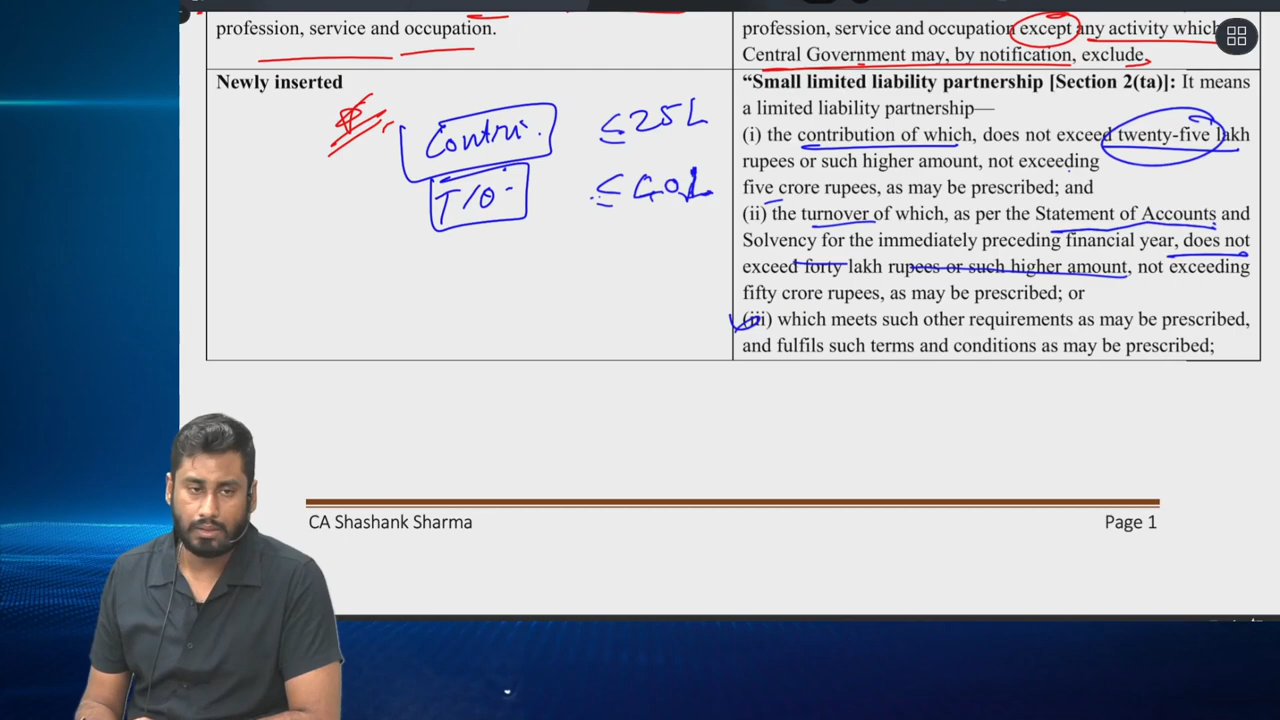 profession, service and occupation.
profession, service and occupation except any activity which
Central Government may, by notification, exclude,
Newly inserted
“Small limited liability partnership [Section 2(ta)]: It means
a limited liability partnership—
(i) the contribution of which, does not exceed twenty-five lakh
rupees or such higher amount, not exceeding
five crore rupees, as may be prescribed; and
(ii) the turnover of which, as per the Statement of Accounts and
Solvency for the immediately preceding financial year, does not
exceed forty lakh rupees or such higher amount, not exceeding
fifty crore rupees, as may be prescribed; or
(iii) which meets such other requirements as may be prescribed,
and fulfils such terms and conditions as may be prescribed;
Contri. ≤25L
T/O- ≤40L
CA Shashank Sharma
Page 1